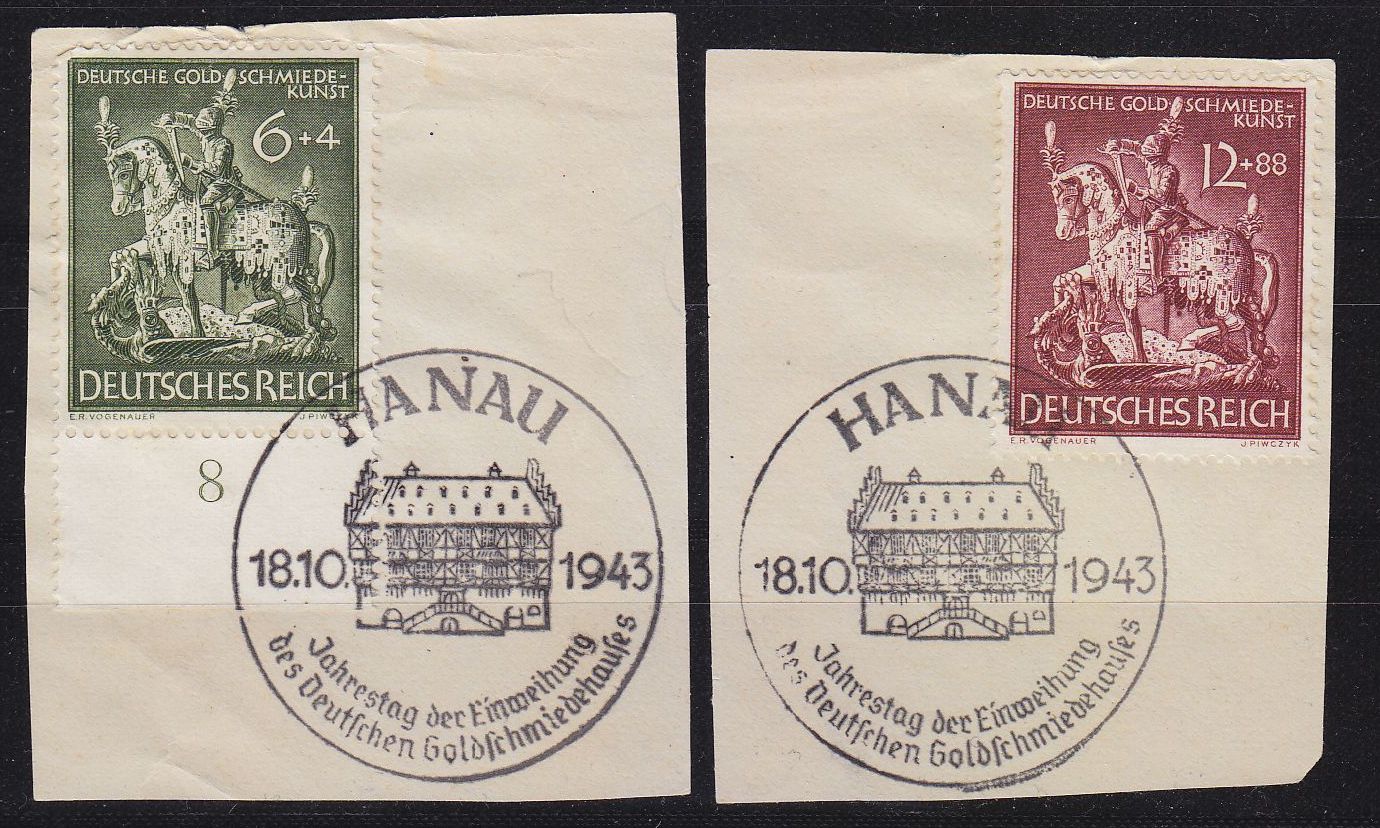 DEUTSCHE GOLDSCHMIEDE-
KUNST
6+4
DEUTSCHES REICH
E.R. VOGENAUER J PIWCZYK
8
HANAU
18.10. 1943
Jahrestag der Einweihung
des Deutschen Goldschmiedehauses
DEUTSCHE GOLDSCHMIEDE-
KUNST
12+88
DEUTSCHES REICH
E.R. VOGENAUER J. PIWCZYK
HANAU
18.10. 1943
Jahrestag der Einweihung
des Deutschen Goldschmiedehauses